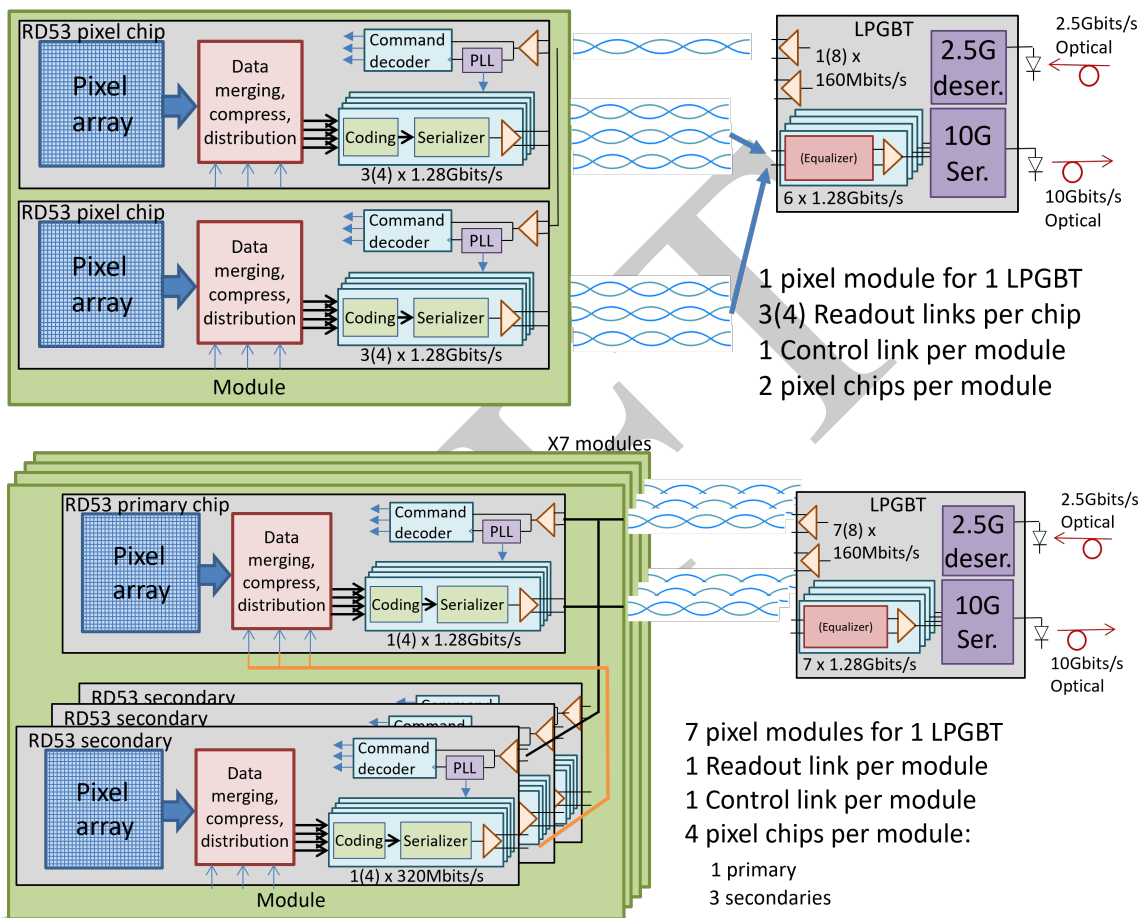 RD53 pixel chip
Pixel
array
Data
merging,
compress,
distribution
Command
decoder
PLL
Coding
Serializer
3(4) x 1.28Gbits/s
RD53 pixel chip
Pixel
array
Data
merging,
compress,
distribution
Command
decoder
PLL
Coding
Serializer
3(4) x 1.28Gbits/s
Module
LPGBT
1(8) x
160Mbits/s
2.5G
deser.
(Equalizer)
10G
Ser.
6 x 1.28Gbits/s
2.5Gbit/s
Optical
10Gbits/s
Optical
1 pixel module for 1 LPGBT
3(4) Readout links per chip
1 Control link per module
2 pixel chips per module
X7 modules
RD53 primary chip
Pixel
array
Data
merging,
compress,
distribution
Command
decoder
PLL
Coding
Serializer
1(4) x 1.28Gbits/s
RD53 secondary
Command
RD53 secondary
Command
RD53 secondary
Pixel
array
Data
merging,
compress,
distribution
Command
decoder
PLL
Coding
Serializer
1(4) x 320Mbits/s
Module
LPGBT
7(8) x
160Mbits/s
2.5G
deser.
(Equalizer)
10G
Ser.
7 x 1.28Gbits/s
2.5Gbit/s
Optical
10Gbits/s
Optical
7 pixel modules for 1 LPGBT
1 Readout link per module
1 Control link per module
4 pixel chips per module:
1 primary
3 secondaries